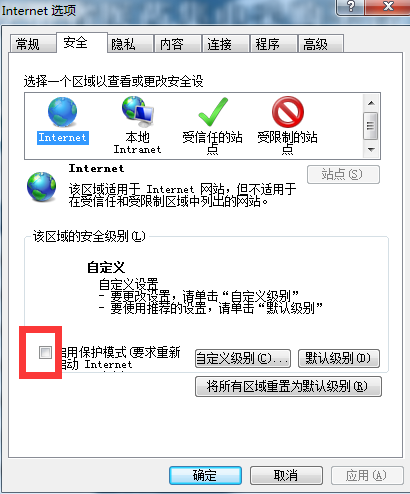 Internet 选项
常规 安全 隐私 内容 连接 程序 高级
选择一个区域以查看或更改安全设
Internet 本地 Intranet 受信任的站点 受限制的站点
Internet
站点(S)
该区域适用于 Internet 网站，但不适用于
在受信任和受限制区域中列出的网站。
该区域的安全级别(L)
自定义
自定义设置
- 要更改设置，请单击“自定义级别”
- 要使用推荐的设置，请单击“默认级别”
启用保护模式(要求重新
启动 Internet
自定义级别(C)... 默认级别(D)
将所有区域重置为默认级别(R)
确定 取消 应用(A)